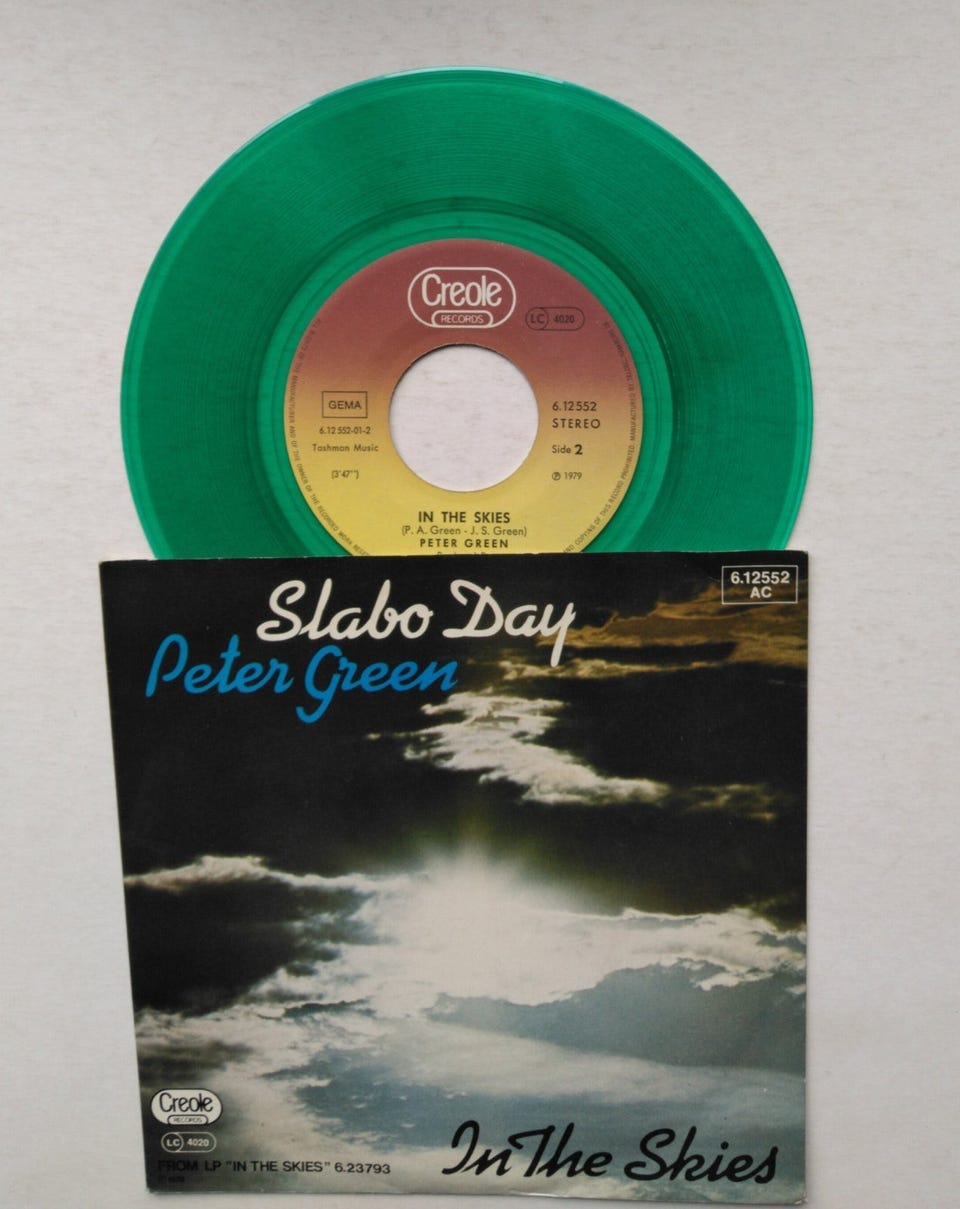 Creole
RECORDS
LC 4020
GEMA
6.12 552-01-2
Tashman Music
(3'47'')
6.12 552
STEREO
Side 2
℗ 1979
IN THE SKIES
(P. A. Green - J. S. Green)
PETER GREEN
Slabo Day
Peter Green
6.12552
AC
Creole
RECORDS
LC 4020
FROM LP "IN THE SKIES" 6.23793
In The Skies